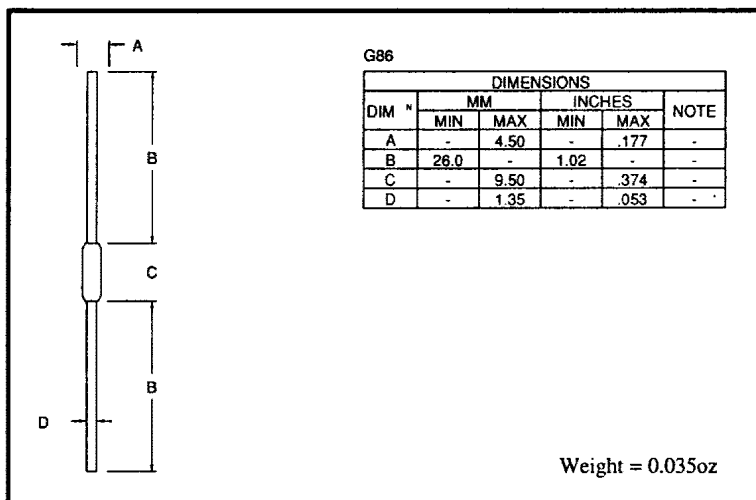 A
B
C
B
D
G86
DIMENSIONS
DIM N MM INCHES NOTE
MIN MAX MIN MAX
A - 4.50 - .177 -
B 26.0 - 1.02 - -
C - 9.50 - .374 -
D - 1.35 - .053 -
Weight = 0.035oz